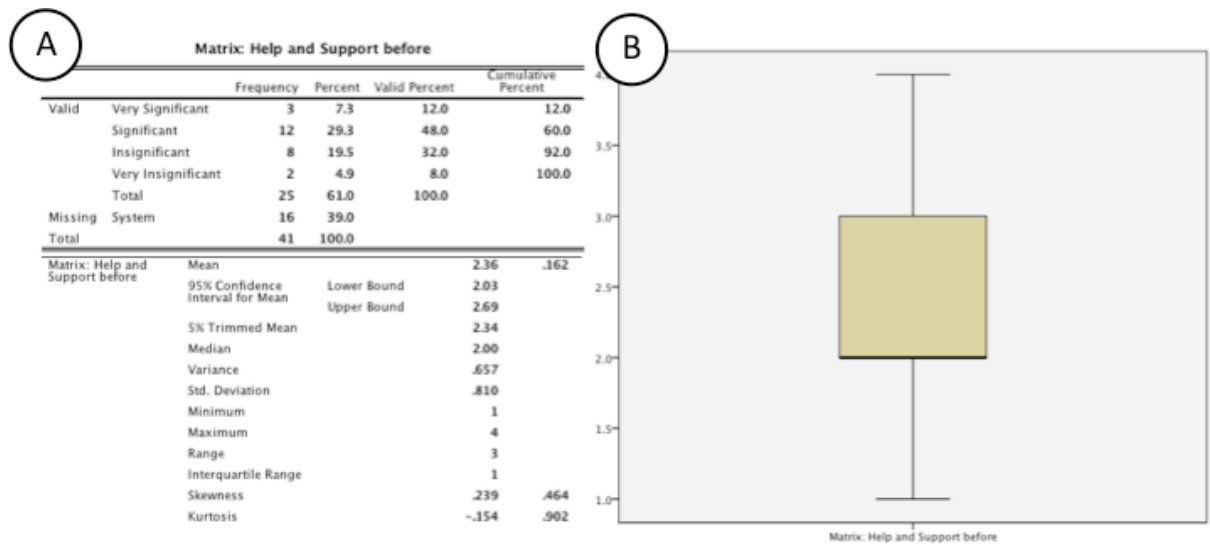 A
Matrix: Help and Support before
Frequency Percent Valid Percent Cumulative Percent
Valid Very Significant 3 7.3 12.0 12.0
Significant 12 29.3 48.0 60.0
Insignificant 8 19.5 32.0 92.0
Very Insignificant 2 4.9 8.0 100.0
Total 25 61.0 100.0
Missing System 16 39.0
Total 41 100.0
Matrix: Help and Support before Mean 2.36 .162
95% Confidence Interval for Mean Lower Bound 2.03
Upper Bound 2.69
5% Trimmed Mean 2.34
Median 2.00
Variance .657
Std. Deviation .810
Minimum 1
Maximum 4
Range 3
Interquartile Range 1
Skewness .239 .464
Kurtosis -.154 .902
B
4.
3.5
3.0
2.5
2.0
1.5
1.0
Matrix: Help and Support before